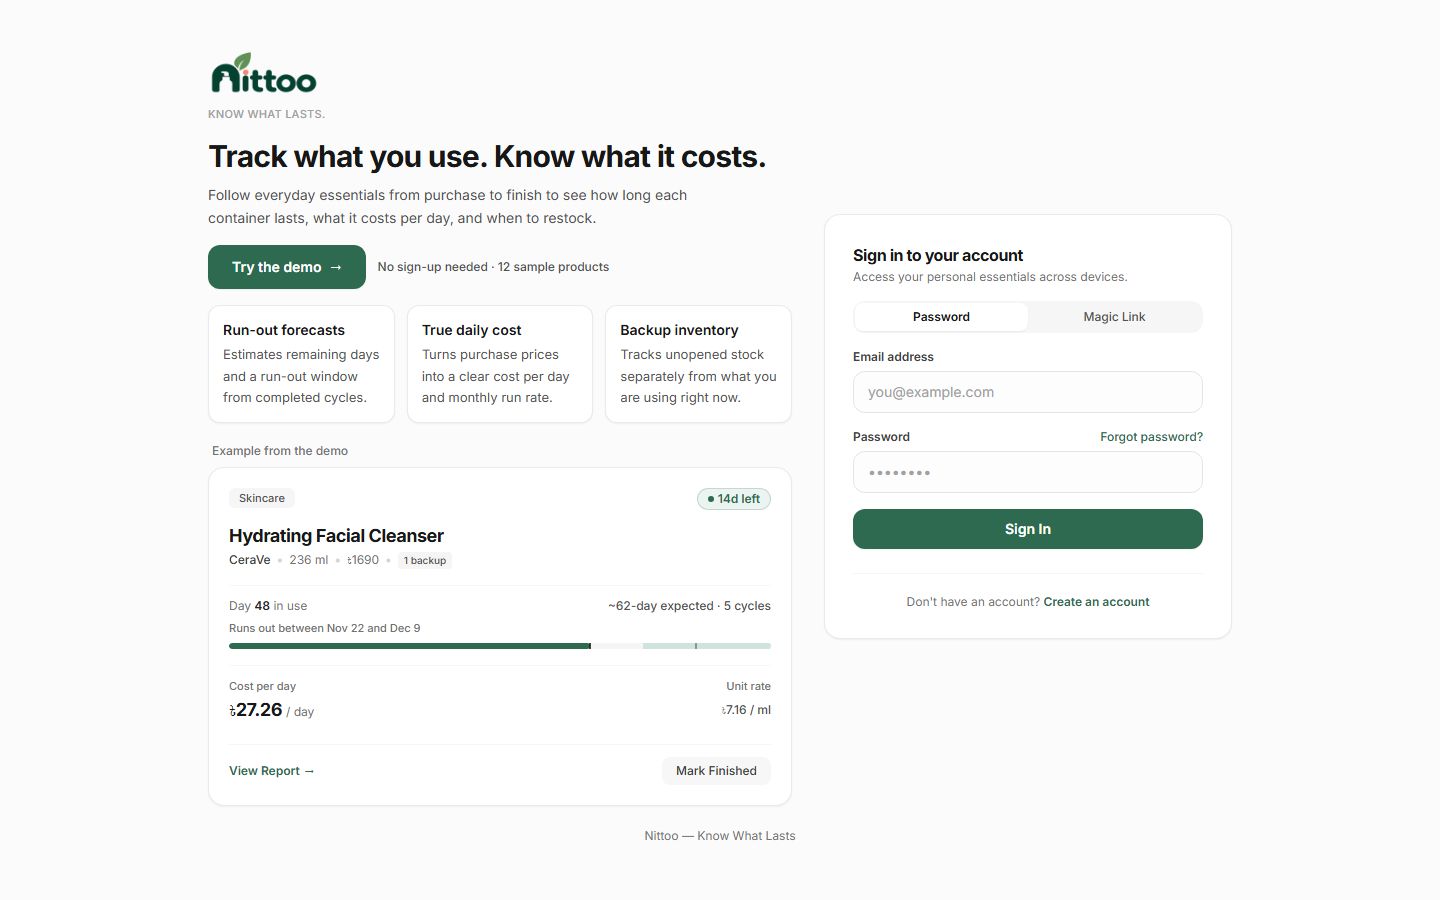 Nittoo
KNOW WHAT LASTS.
Track what you use. Know what it costs.
Follow everyday essentials from purchase to finish to see how long each
container lasts, what it costs per day, and when to restock.
Try the demo →
No sign-up needed · 12 sample products
Run-out forecasts
Estimates remaining days
and a run-out window
from completed cycles.
True daily cost
Turns purchase prices
into a clear cost per day
and monthly run rate.
Backup inventory
Tracks unopened stock
separately from what you
are using right now.
Example from the demo
Skincare
14d left
Hydrating Facial Cleanser
CeraVe • 236 ml • ৳1690 • 1 backup
Day 48 in use
~62-day expected · 5 cycles
Runs out between Nov 22 and Dec 9
Cost per day
৳27.26 / day
Unit rate
৳7.16 / ml
View Report →
Mark Finished
Sign in to your account
Access your personal essentials across devices.
Password
Magic Link
Email address
you@example.com
Password
Forgot password?
••••••••
Sign In
Don't have an account? Create an account
Nittoo — Know What Lasts